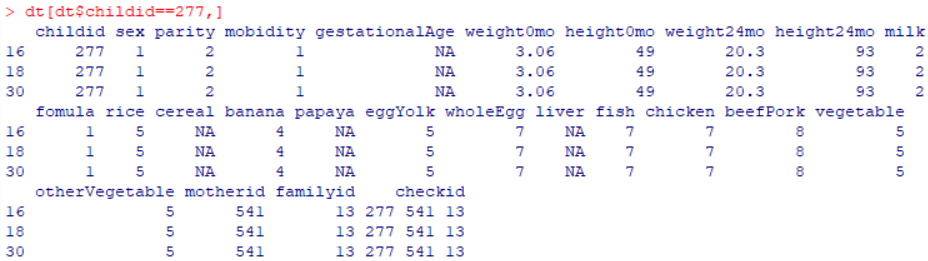 > dt[dt$childid==277,]
childid sex parity mobidity gestationalAge weight0mo height0mo weight24mo height24mo milk
16 277 1 2 1 NA 3.06 49 20.3 93 2
18 277 1 2 1 NA 3.06 49 20.3 93 2
30 277 1 2 1 NA 3.06 49 20.3 93 2
fomula rice cereal banana papaya eggYolk wholeEgg liver fish chicken beefPork vegetable
16 1 5 NA 4 NA 5 7 NA 7 7 8 5
18 1 5 NA 4 NA 5 7 NA 7 7 8 5
30 1 5 NA 4 NA 5 7 NA 7 7 8 5
otherVegetable motherid familyid checkid
16 5 541 13 277 541 13
18 5 541 13 277 541 13
30 5 541 13 277 541 13